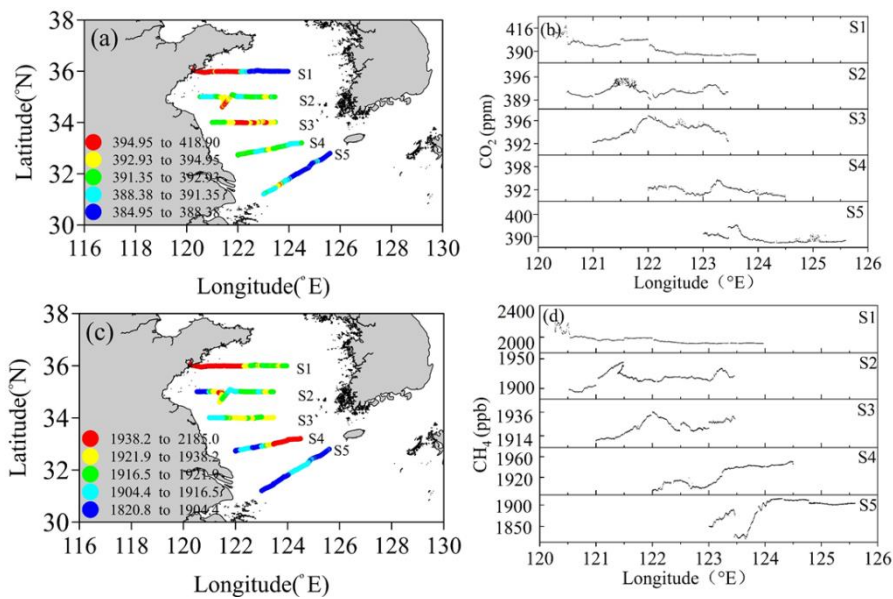 (a)
38
36
34
32
30
Latitude(°N)
S1
S2
S3
S4
S5
394.95 to 418.90
392.93 to 394.95
391.35 to 392.93
388.38 to 391.35
384.95 to 388.38
116 118 120 122 124 126 128 130
Longitude(°E)
(b)
416
390
S1
396
389
S2
396
392
S3
398
392
S4
400
390
S5
CO2 (ppm)
120 121 122 123 124 125 126
Longitude (°E)
(c)
38
36
34
32
30
Latitude(°N)
S1
S2
S3
S4
S5
1938.2 to 2185.0
1921.9 to 1938.2
1916.5 to 1921.9
1904.4 to 1916.5
1820.8 to 1904.4
116 118 120 122 124 126 128 130
Longitude(°E)
(d)
2400
2000
S1
1950
1900
S2
1936
1914
S3
1960
1920
S4
1900
1850
S5
CH4 (ppb)
120 121 122 123 124 125 126
Longitude (°E)